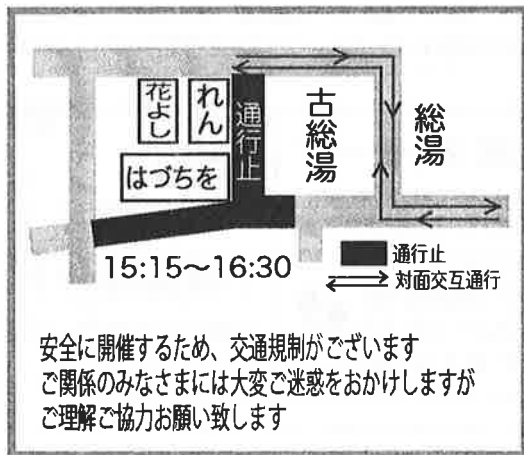 花よし
れん
通行止
古総湯
総湯
はづちを
15:15〜16:30
通行止
対面交互通行
安全に開催するため、交通規制がございます
ご関係のみなさまには大変ご迷惑をおかけしますが
ご理解ご協力お願い致します